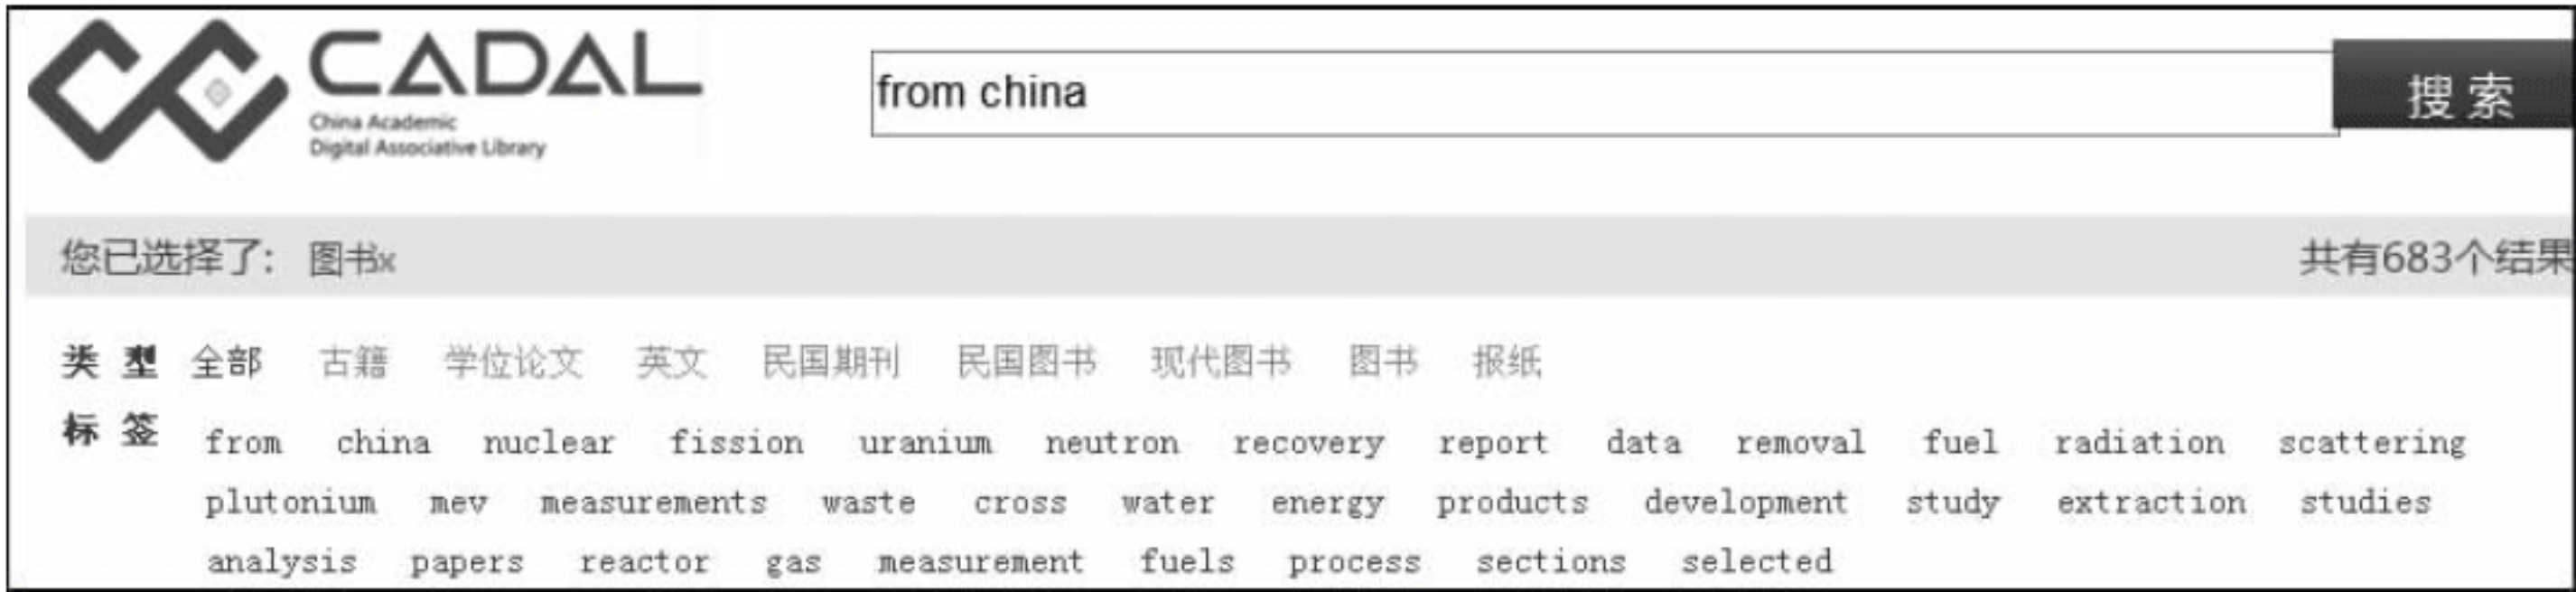 CADAL
China Academic
Digital Associative Library
from china
搜索
您已选择了: 图书x
共有683个结果
类 型 全部 古籍 学位论文 英文 民国期刊 民国图书 现代图书 图书 报纸
标 签 from china nuclear fission uranium neutron recovery report data removal fuel radiation scattering
plutonium mev measurements waste cross water energy products development study extraction studies
analysis papers reactor gas measurement fuels process sections selected